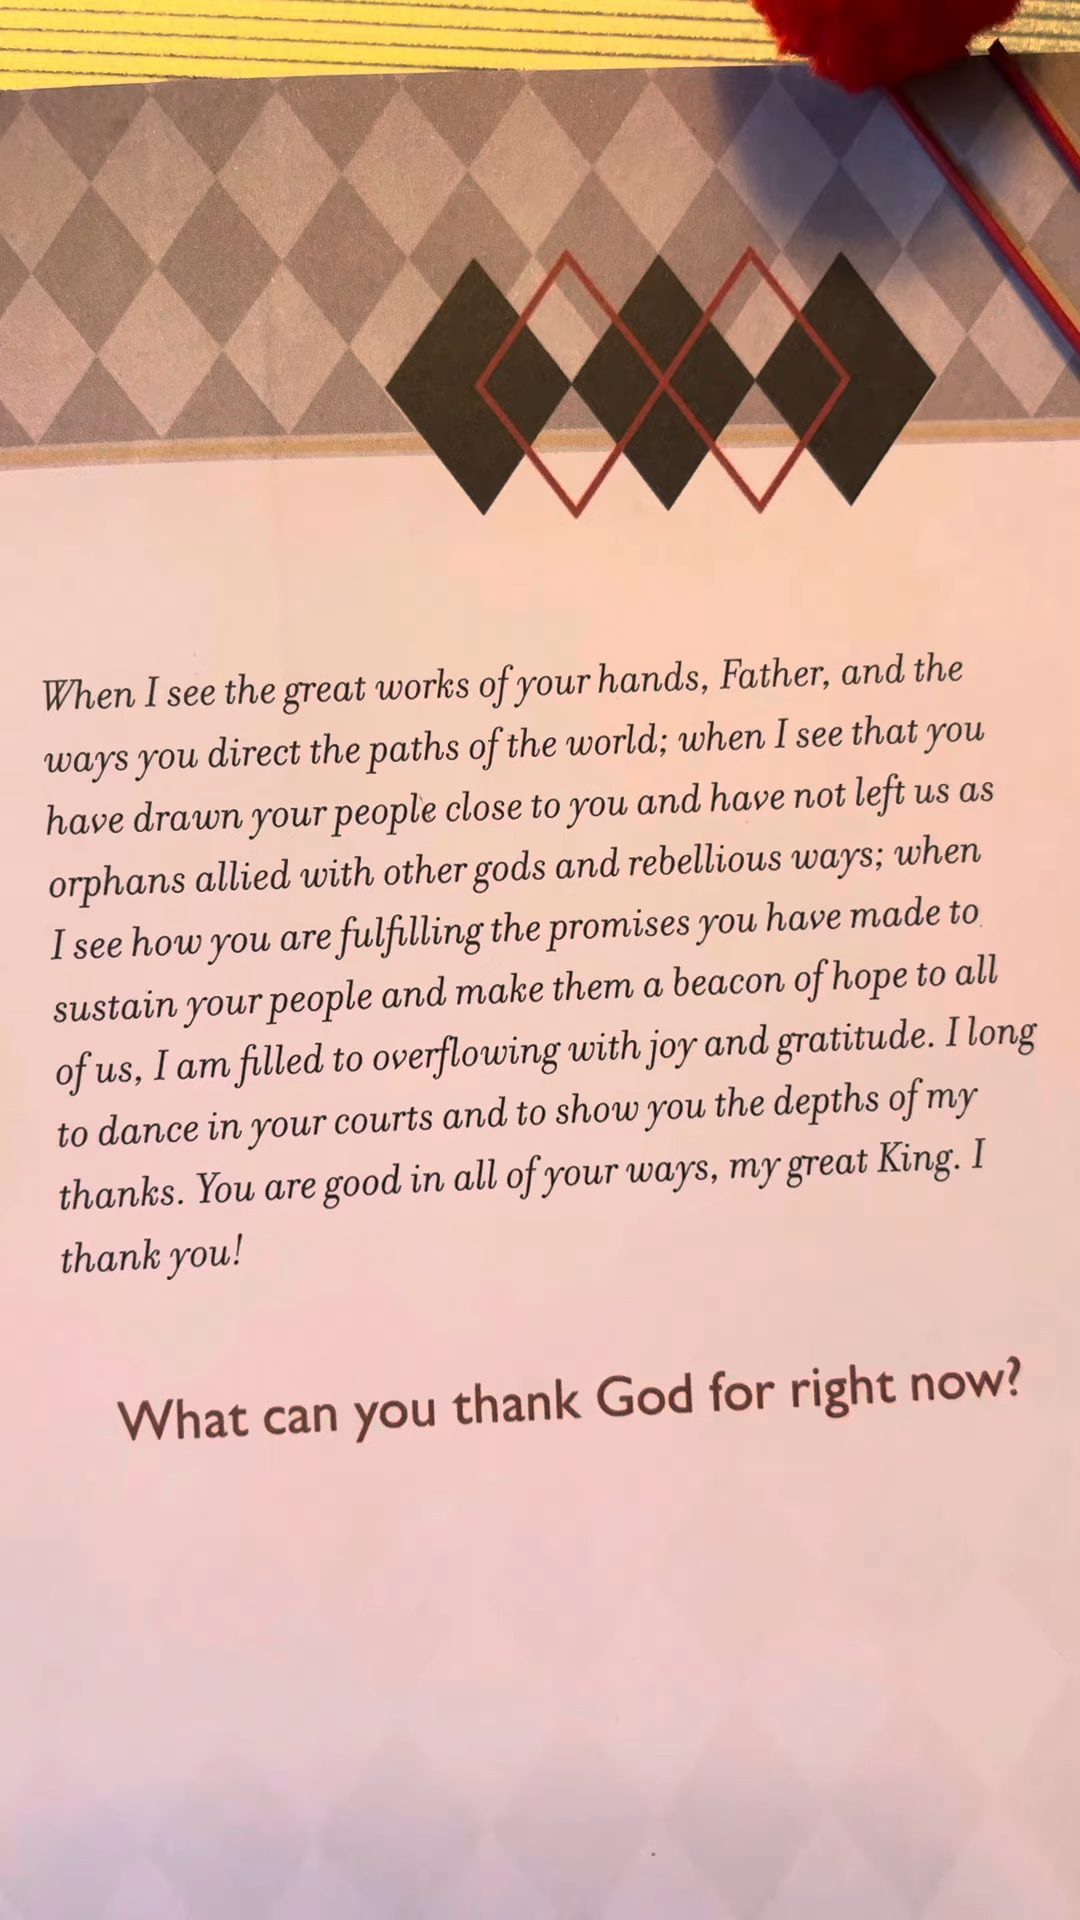 When I see the great works of your hands, Father, and the
ways you direct the paths of the world; when I see that you
have drawn your people close to you and have not left us as
orphans allied with other gods and rebellious ways; when
I see how you are fulfilling the promises you have made to
sustain your people and make them a beacon of hope to all
of us, I am filled to overflowing with joy and gratitude. I long
to dance in your courts and to show you the depths of my
thanks. You are good in all of your ways, my great King. I
thank you!
What can you thank God for right now?